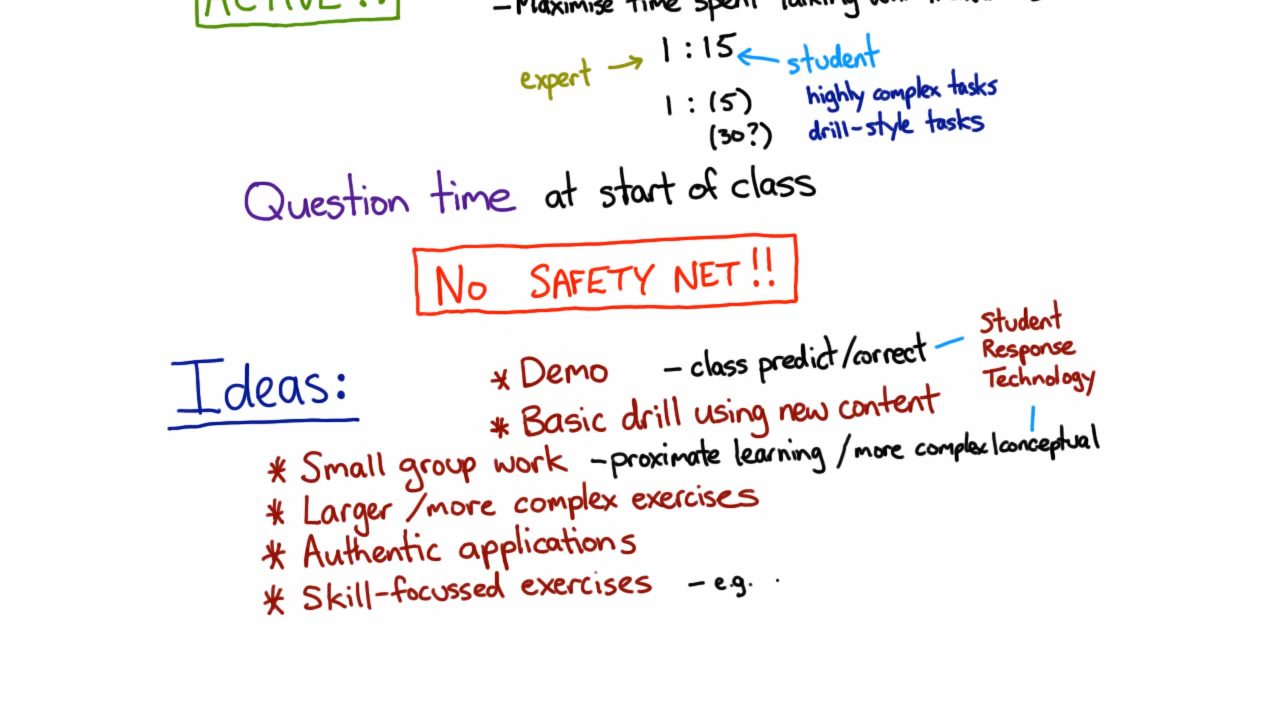 ACTIVE!!
- Maximise time spent talking
expert → 1 : 15 ← student
1 : (5) highly complex tasks
(30?) drill-style tasks
Question time at start of class
No SAFETY NET!!
Ideas:
* Demo - class predict/correct - Student Response Technology
* Basic drill using new content
* Small group work - proximate learning /more complex/conceptual
* Larger /more complex exercises
* Authentic applications
* Skill-focussed exercises - e.g.